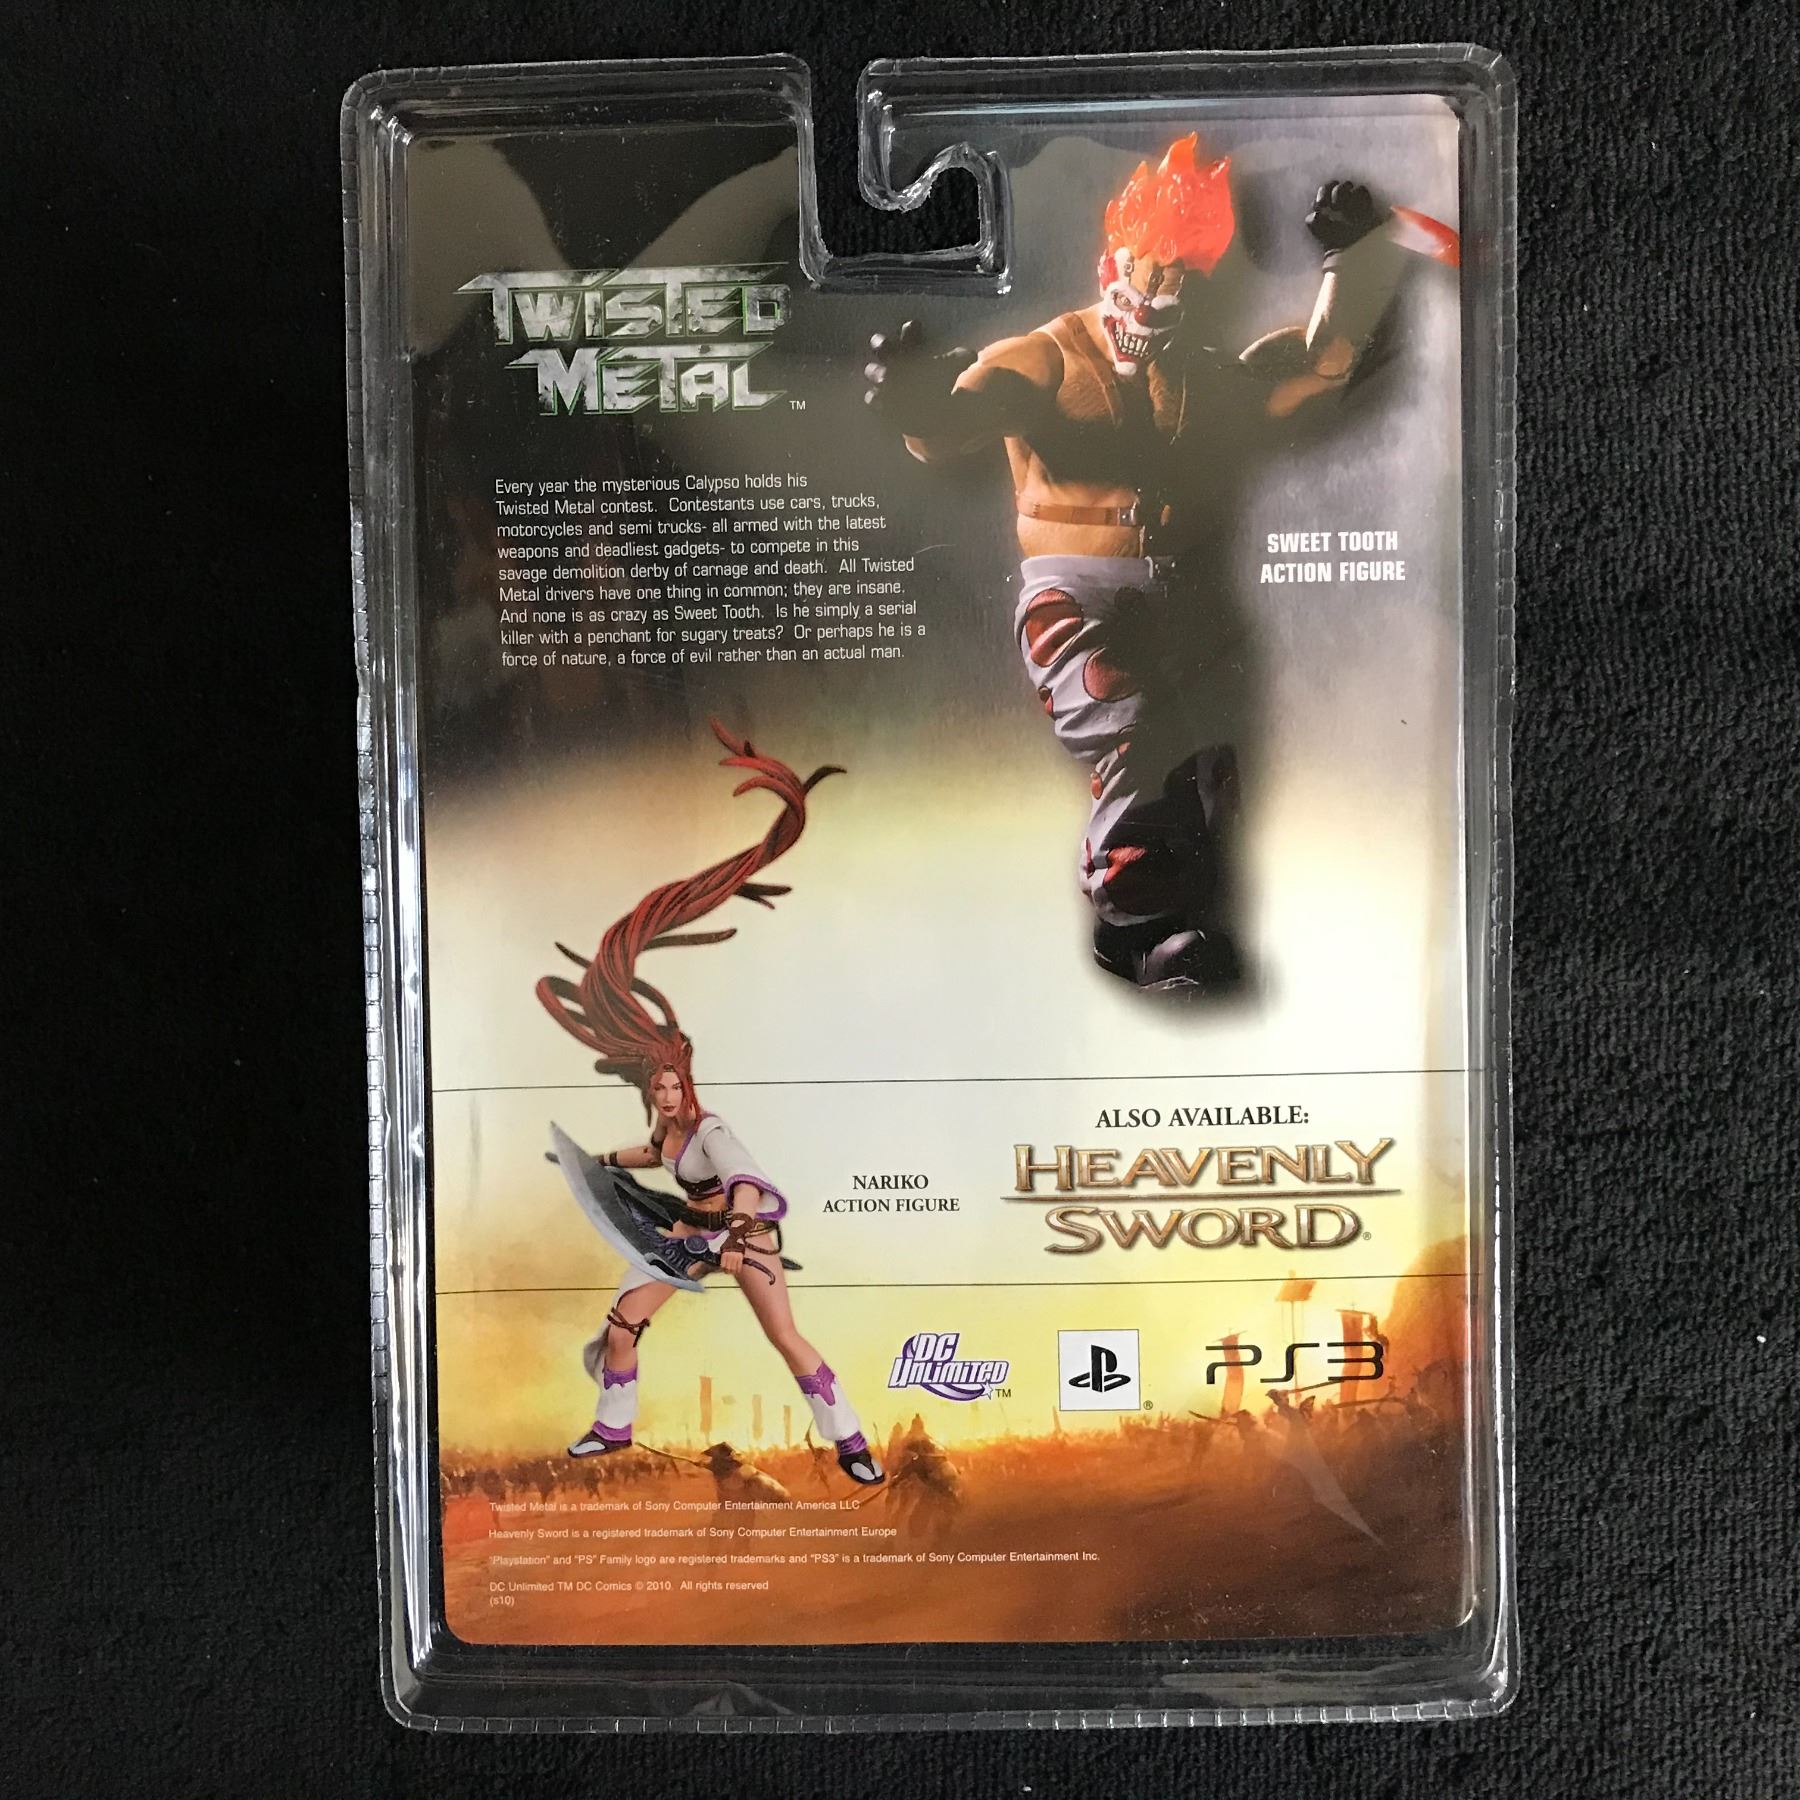 TWISTED
METAL TM
Every year the mysterious Calypso holds his
Twisted Metal contest. Contestants use cars, trucks,
motorcycles and semi trucks- all armed with the latest
weapons and deadliest gadgets- to compete in this
savage demolition derby of carnage and death. All Twisted
Metal drivers have one thing in common; they are insane.
And none is as crazy as Sweet Tooth. Is he simply a serial
killer with a penchant for sugary treats? Or perhaps he is a
force of nature, a force of evil rather than an actual man.
SWEET TOOTH
ACTION FIGURE
ALSO AVAILABLE:
HEAVENLY
SWORD®
NARIKO
ACTION FIGURE
DC
UNLIMITED TM
®
PS3
Twisted Metal is a trademark of Sony Computer Entertainment America LLC
Heavenly Sword is a registered trademark of Sony Computer Entertainment Europe
"Playstation" and "PS" Family logo are registered trademarks and "PS3" is a trademark of Sony Computer Entertainment Inc.
DC Unlimited TM DC Comics © 2010. All rights reserved
(s10)